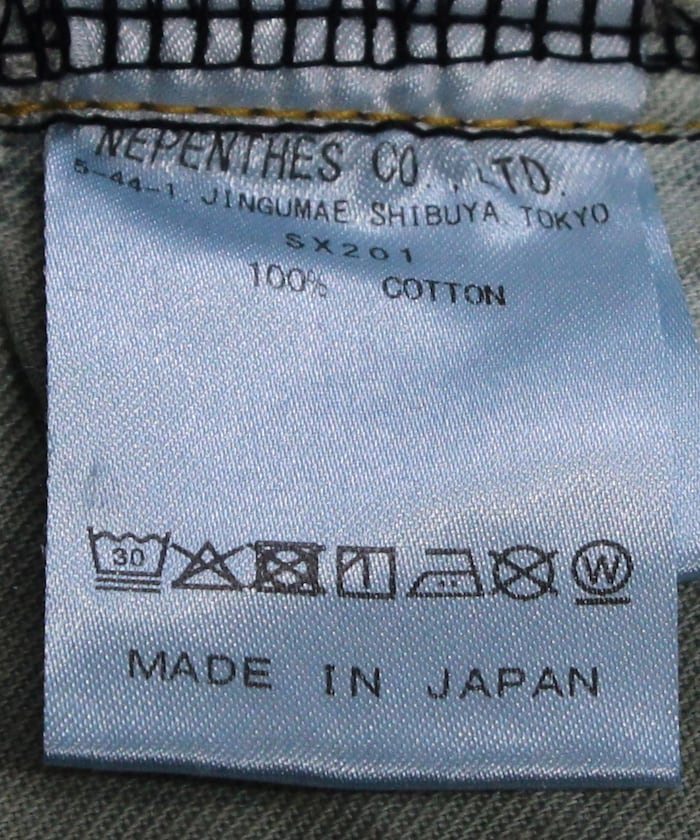 NEPENTHES CO.,LTD.
5-44-1, JINGUMAE SHIBUYA, TOKYO
SX201
100% COTTON
30 W
MADE IN JAPAN